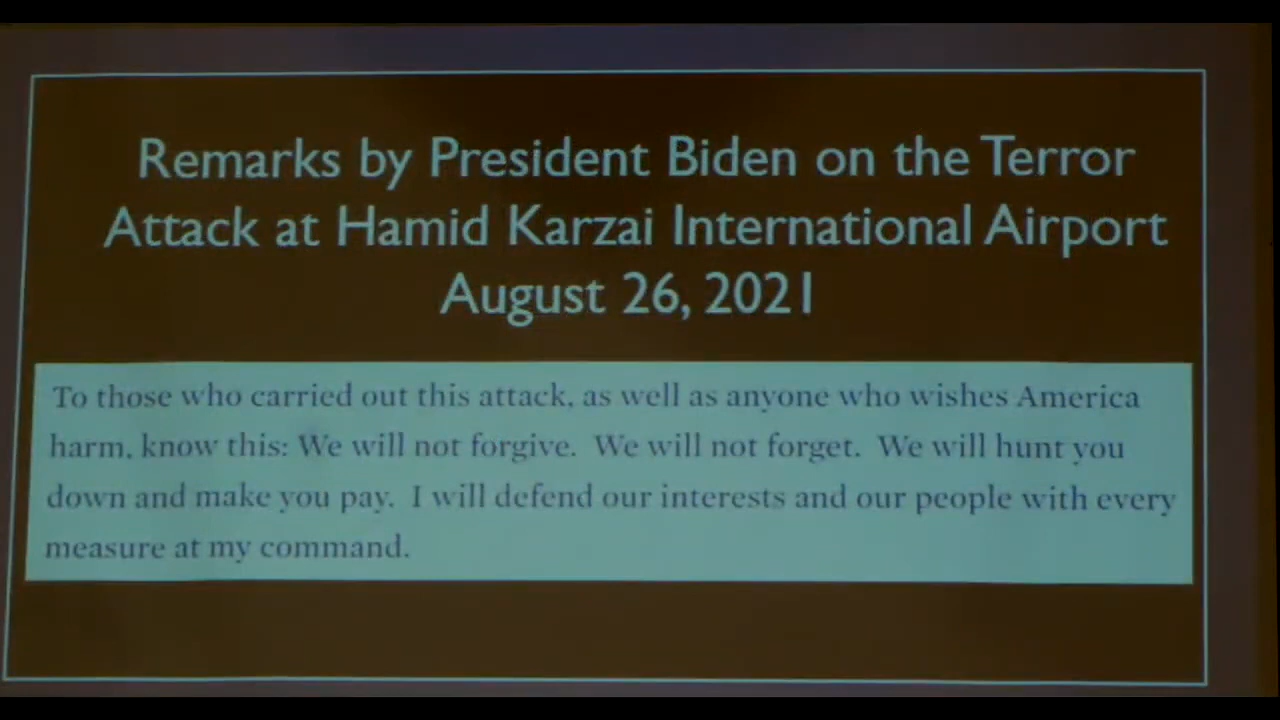 Remarks by President Biden on the Terror
Attack at Hamid Karzai International Airport
August 26, 2021
To those who carried out this attack, as well as anyone who wishes America
harm, know this: We will not forgive.  We will not forget.  We will hunt you
down and make you pay.  I will defend our interests and our people with every
measure at my command.